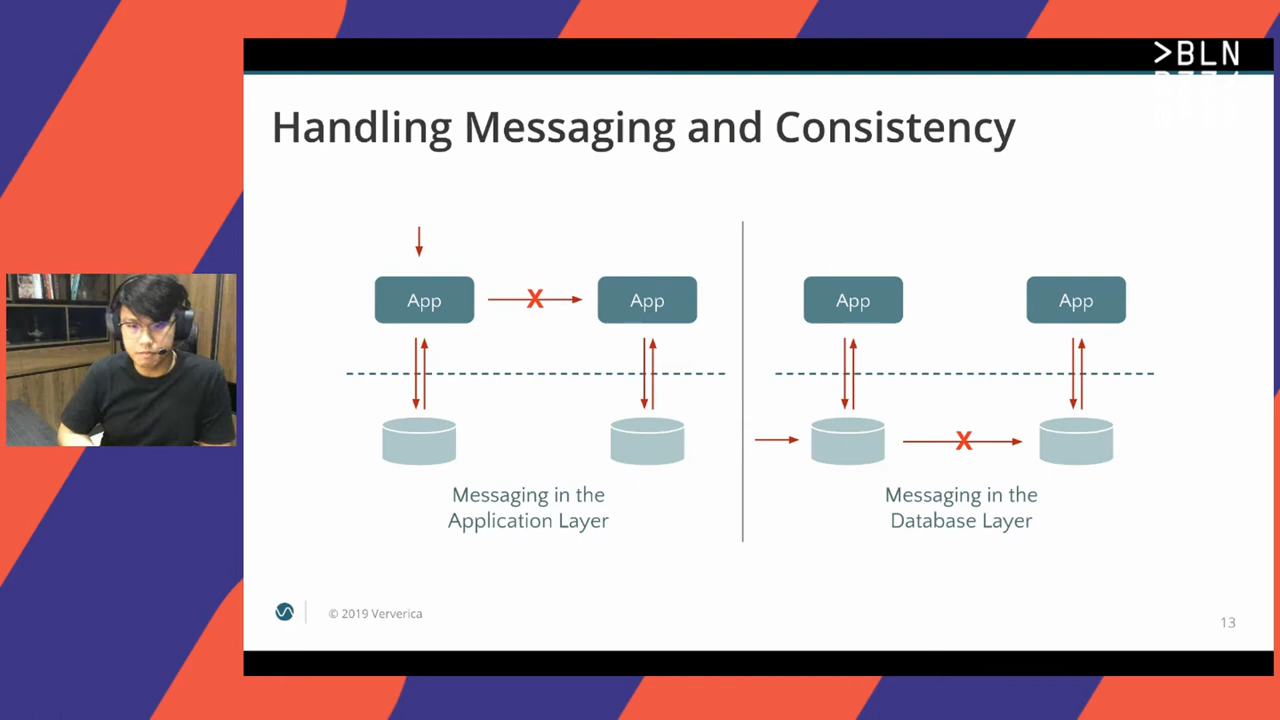 >BLN
Handling Messaging and Consistency
App
X
App
App
App
X
Messaging in the
Application Layer
Messaging in the
Database Layer
© 2019 Ververica
13